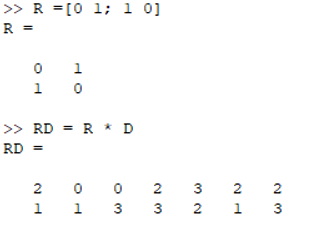 >> R =[0 1; 1 0]
R =
0 1
1 0
>> RD = R * D
RD =
2 0 0 2 3 2 2
1 1 3 3 2 1 3